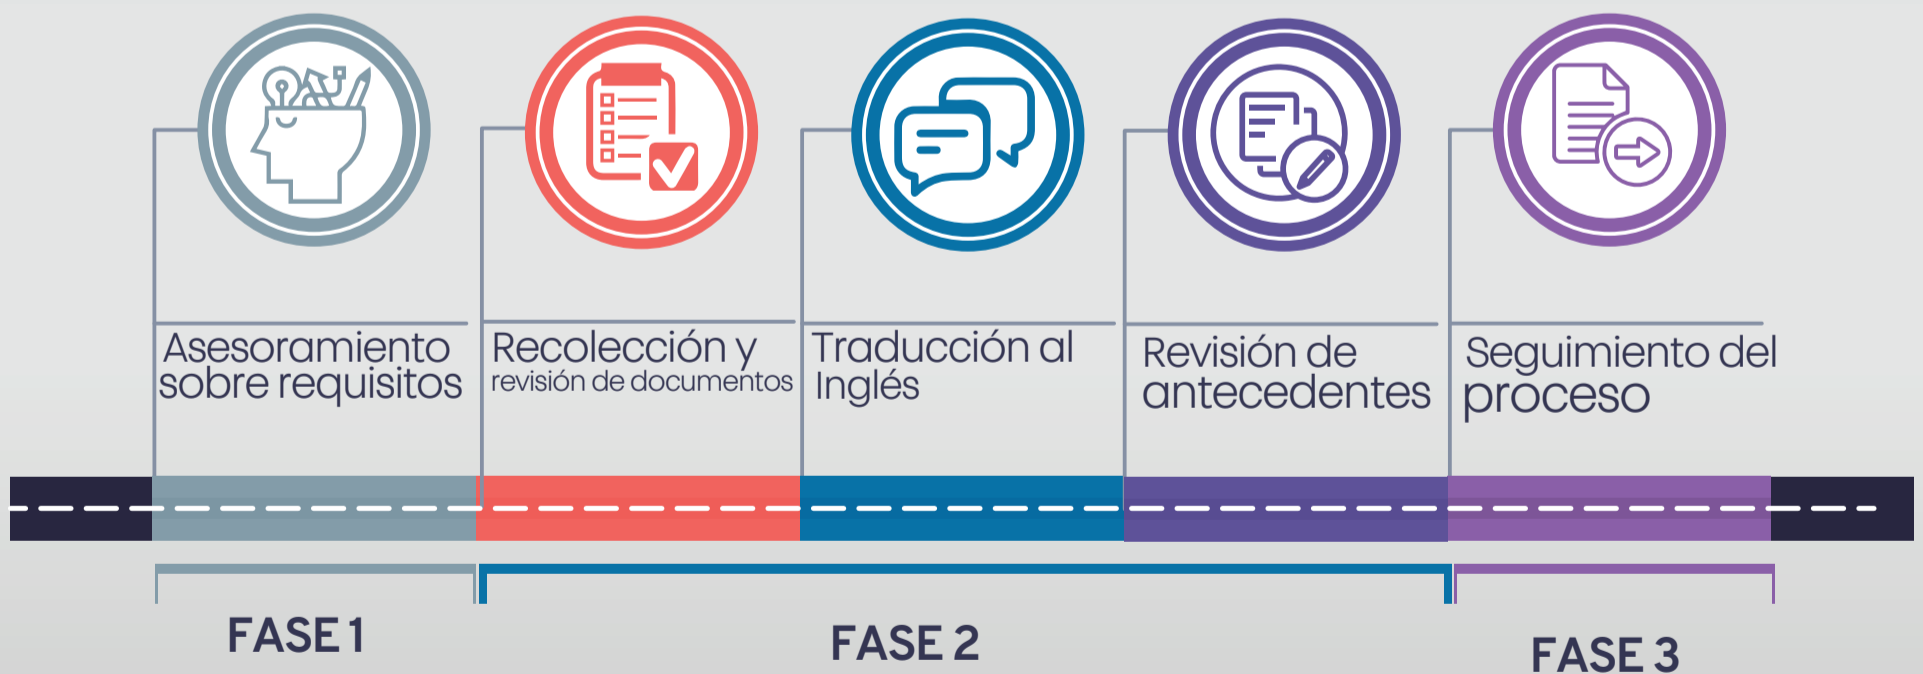 Asesoramiento
sobre requisitos
Recolección y
revisión de documentos
Traducción al
Inglés
Revisión de
antecedentes
Seguimiento del
proceso
FASE 1
FASE 2
FASE 3